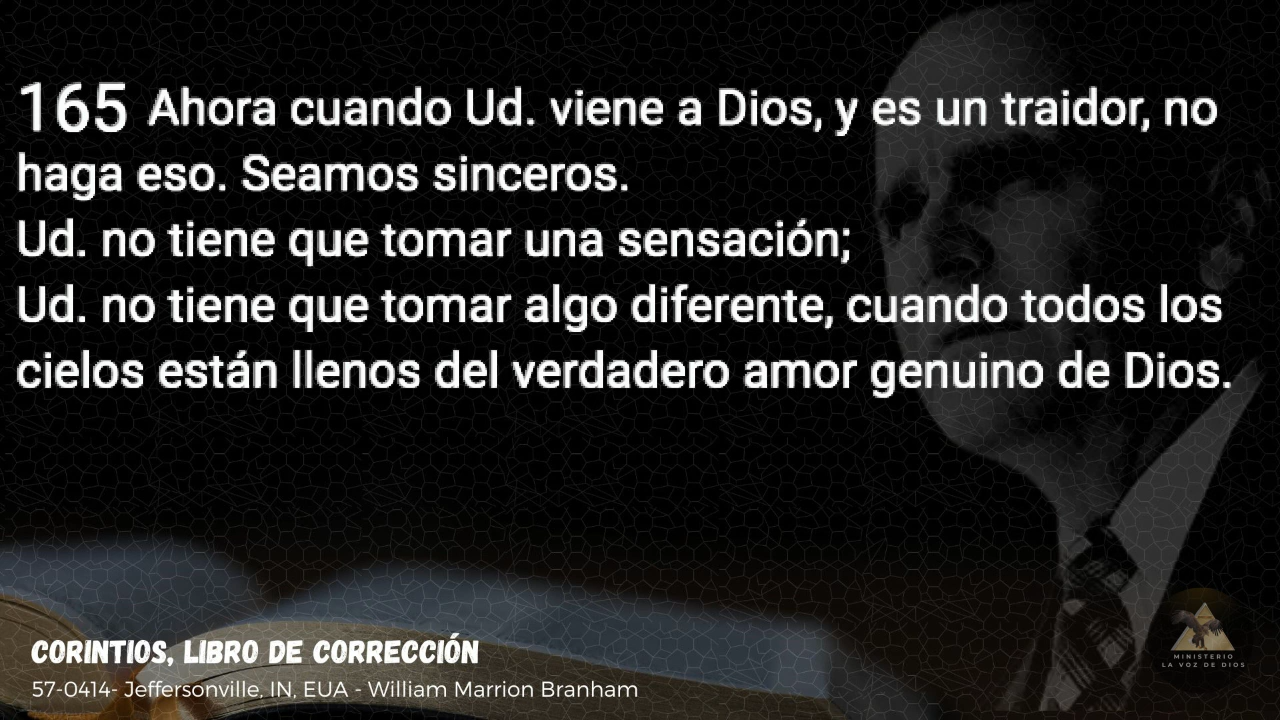 165 Ahora cuando Ud. viene a Dios, y es un traidor, no
haga eso. Seamos sinceros.
Ud. no tiene que tomar una sensación;
Ud. no tiene que tomar algo diferente, cuando todos los
cielos están llenos del verdadero amor genuino de Dios.
CORINTIOS, LIBRO DE CORRECCIÓN
57-0414- Jeffersonville, IN, EUA - William Marrion Branham
MINISTERIO
LA VOZ DE DIOS